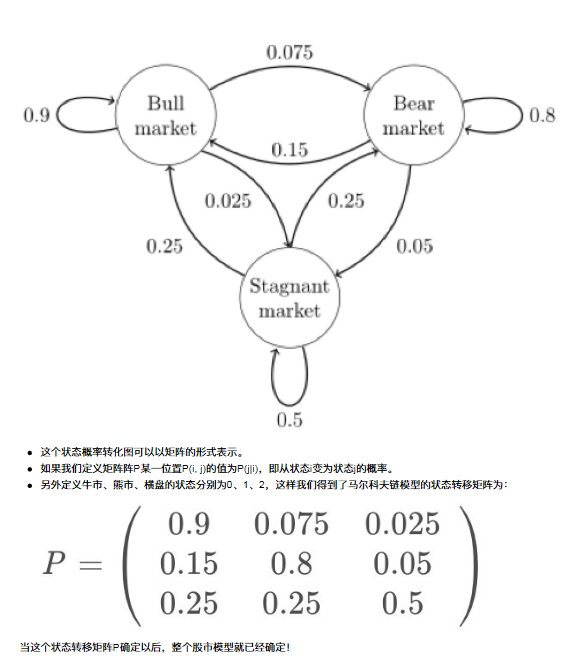 0.075
Bull
market
Bear
market
0.9
0.8
0.15
0.025
0.25
0.25
0.05
Stagnant
market
0.5
• 这个状态概率转化图可以以矩阵的形式表示。
• 如果我们定义矩阵阵P某一位置P(i, j)的值为P(j|i)，即从状态i变为状态j的概率。
• 另外定义牛市、熊市、横盘的状态分别为0、1、2，这样我们得到了马尔科夫链模型的状态转移矩阵为：
P =
0.9 0.075 0.025
0.15 0.8 0.05
0.25 0.25 0.5
当这个状态转移矩阵P确定以后，整个股市模型就已经确定！